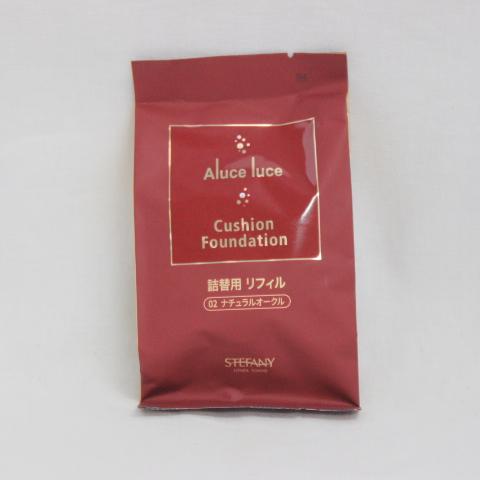 Aluce luce
Cushion
Foundation
詰替用 リフィル
02 ナチュラルオークル
STEFANY